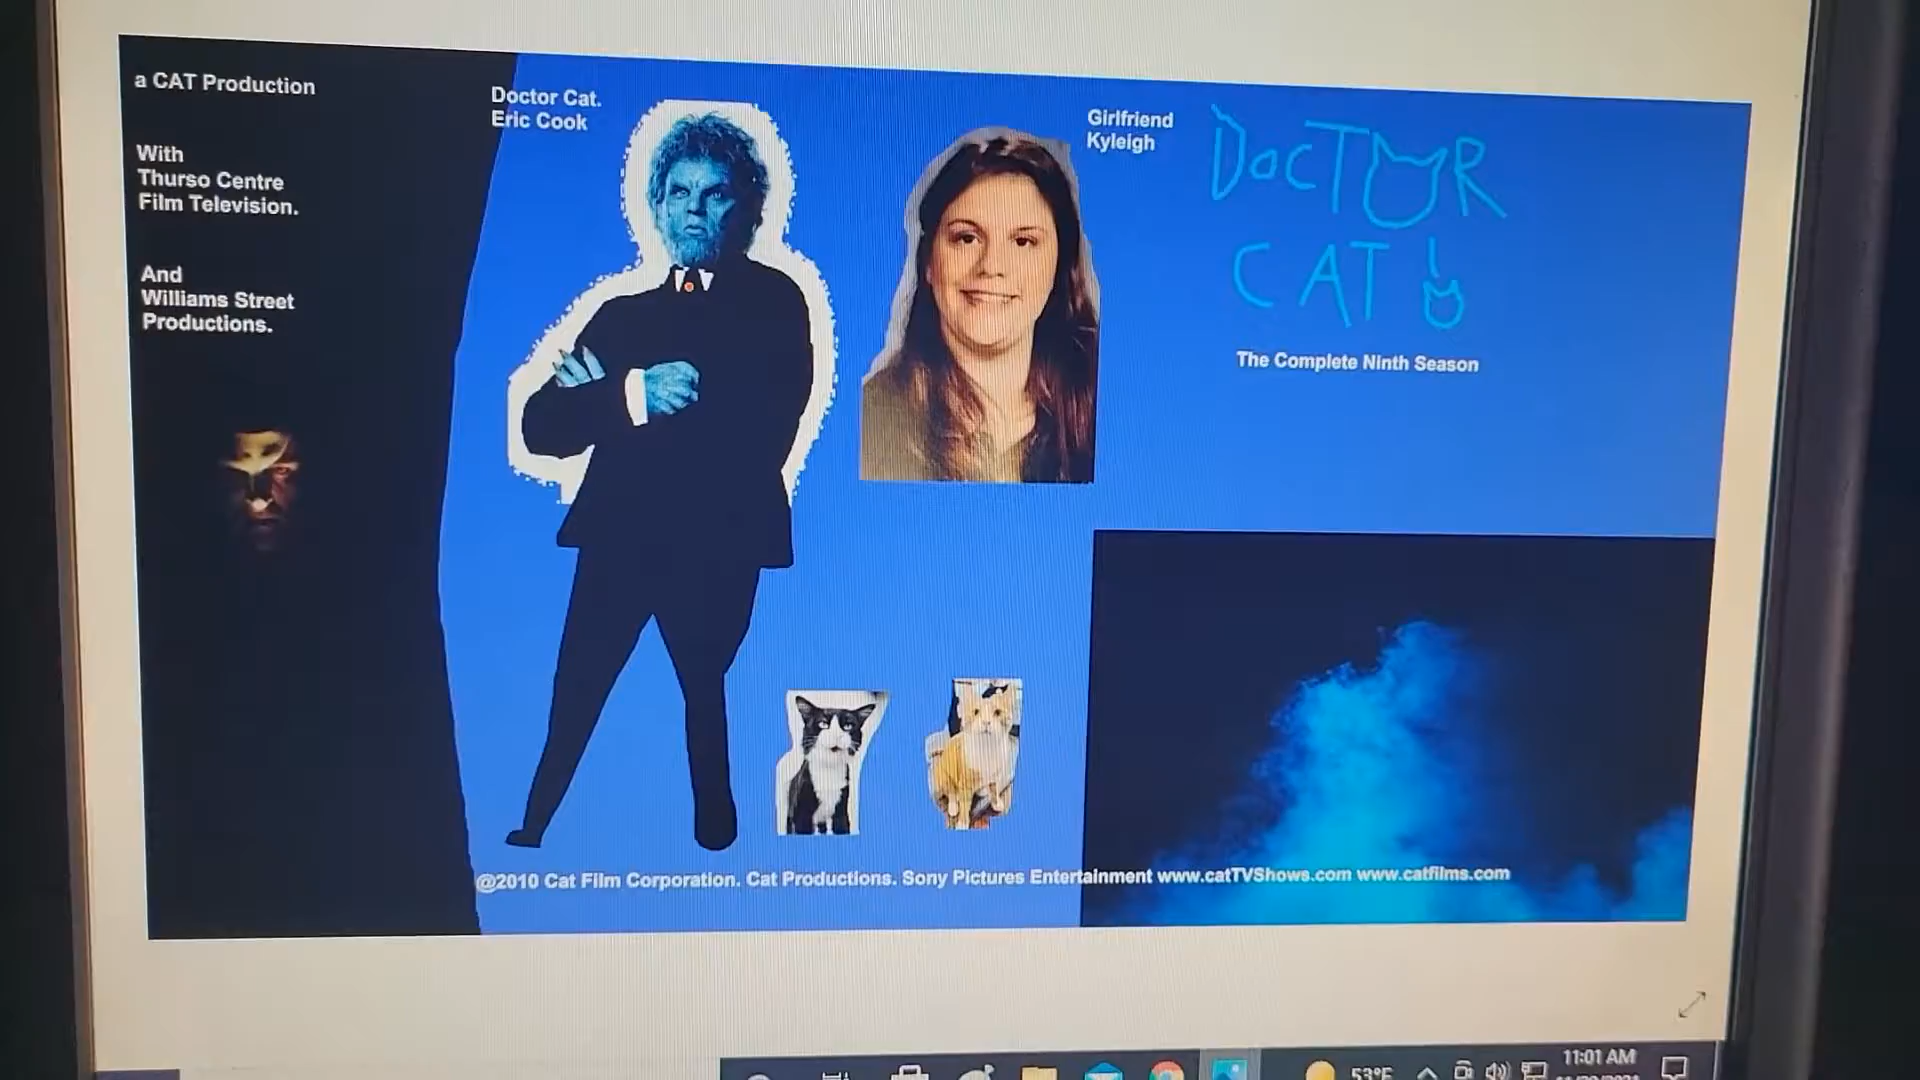 a CAT Production
With
Thurso Centre
Film Television.
And
Williams Street
Productions.
Doctor Cat.
Eric Cook
Girlfriend
Kyleigh
DOCTOR
CAT!
The Complete Ninth Season
@2010 Cat Film Corporation. Cat Productions. Sony Pictures Entertainment www.catTVShows.com www.catfilms.com
53°F
11:01 AM